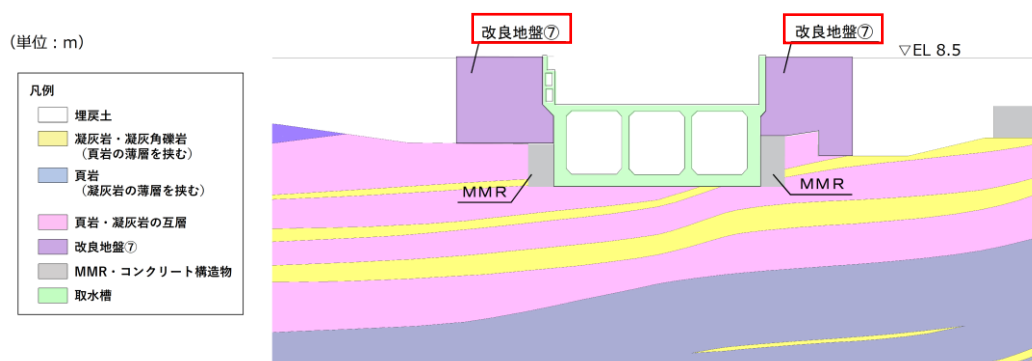 (単位:m)
改良地盤⑦
改良地盤⑦
▽EL 8.5
凡例
埋戻土
凝灰岩・凝灰角礫岩
(頁岩の薄層を挟む)
頁岩
(凝灰岩の薄層を挟む)
頁岩・凝灰岩の互層
改良地盤⑦
MMR・コンクリート構造物
取水槽
MMR
MMR